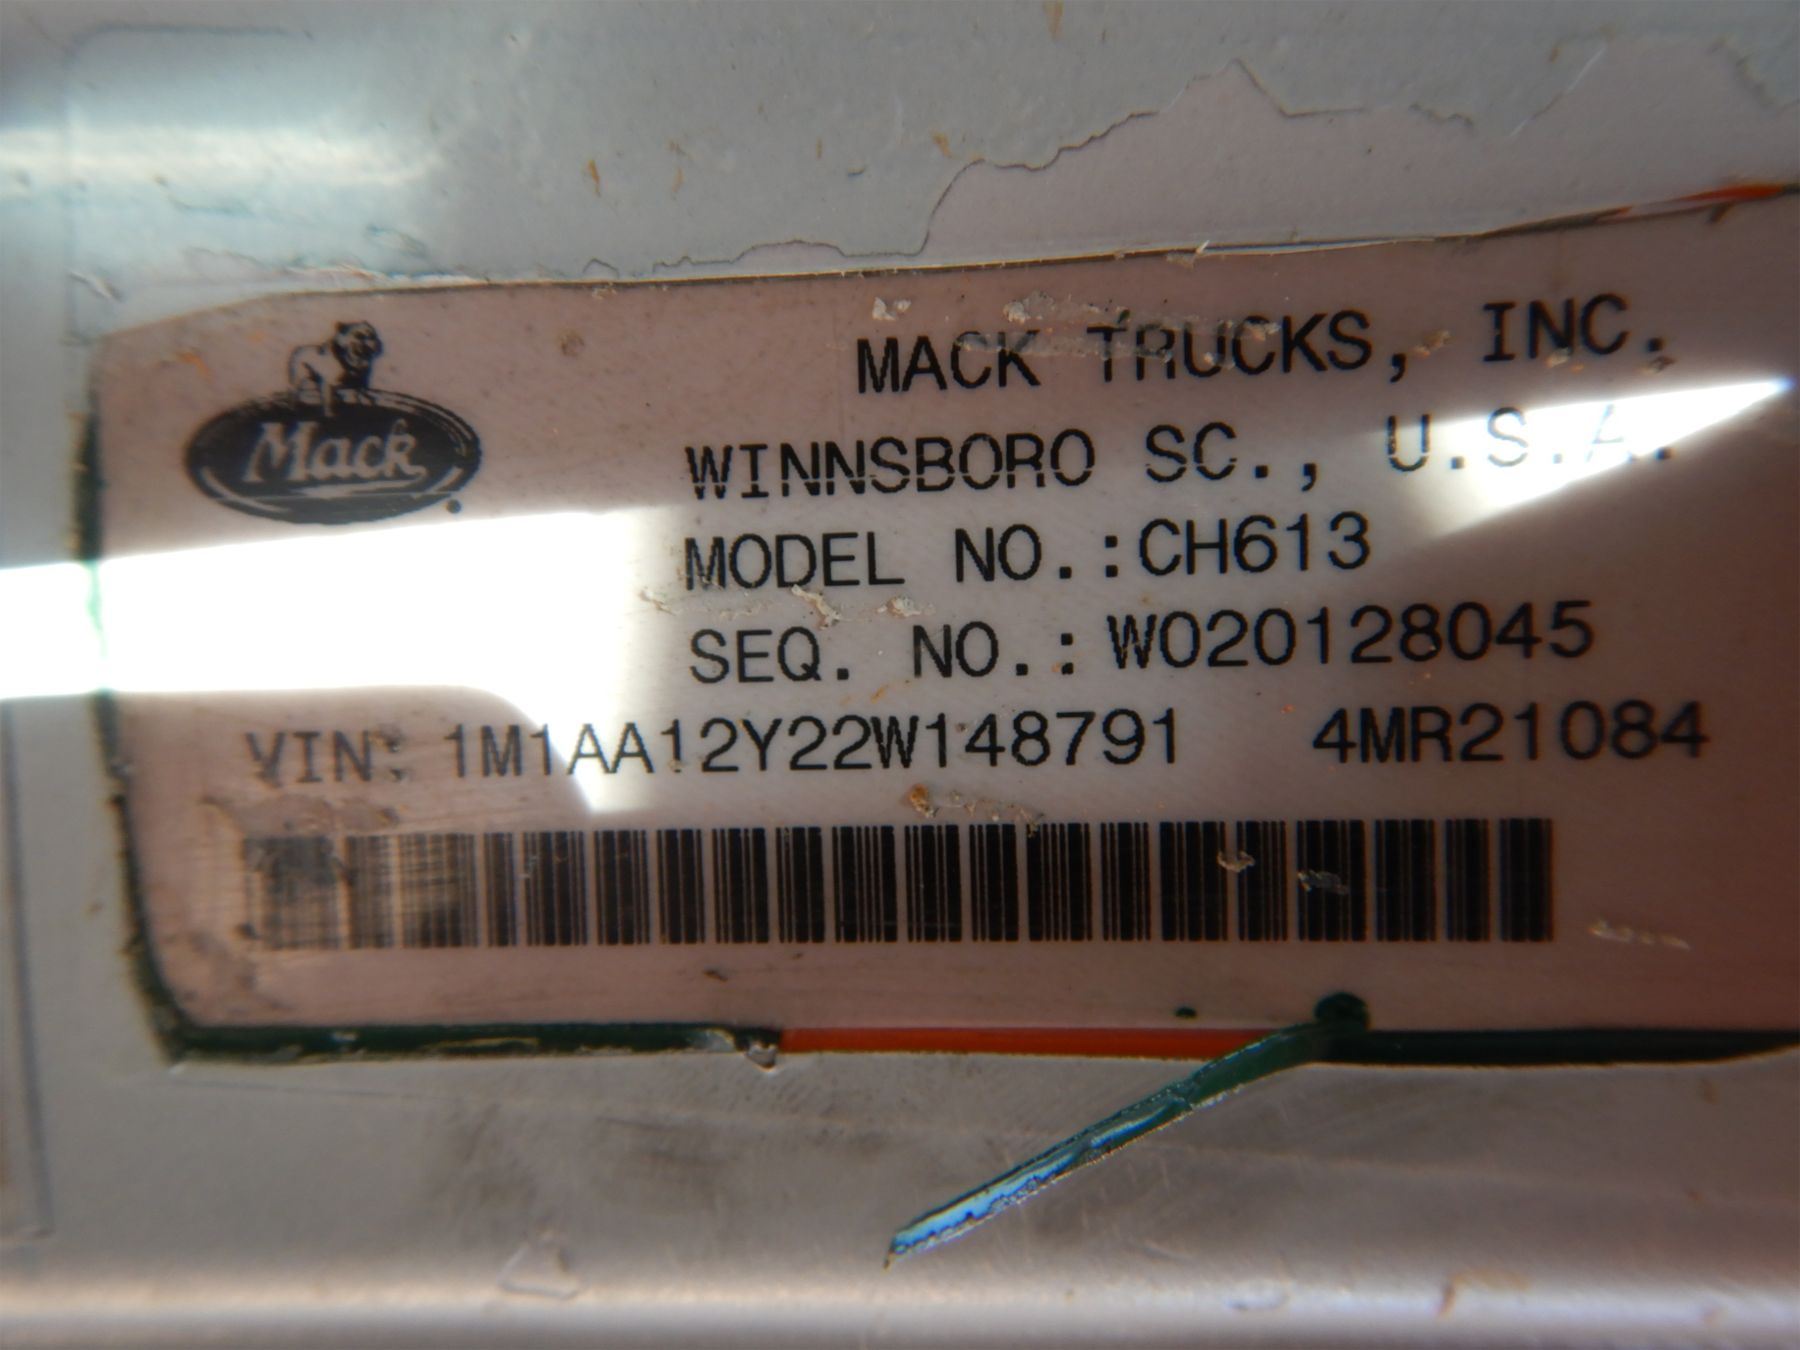 Mack
MACK TRUCKS, INC.
WINNSBORO SC., U.S.A.
MODEL NO.:CH613
SEQ. NO.: W020128045
VIN: 1M1AA12Y22W148791 4MR21084